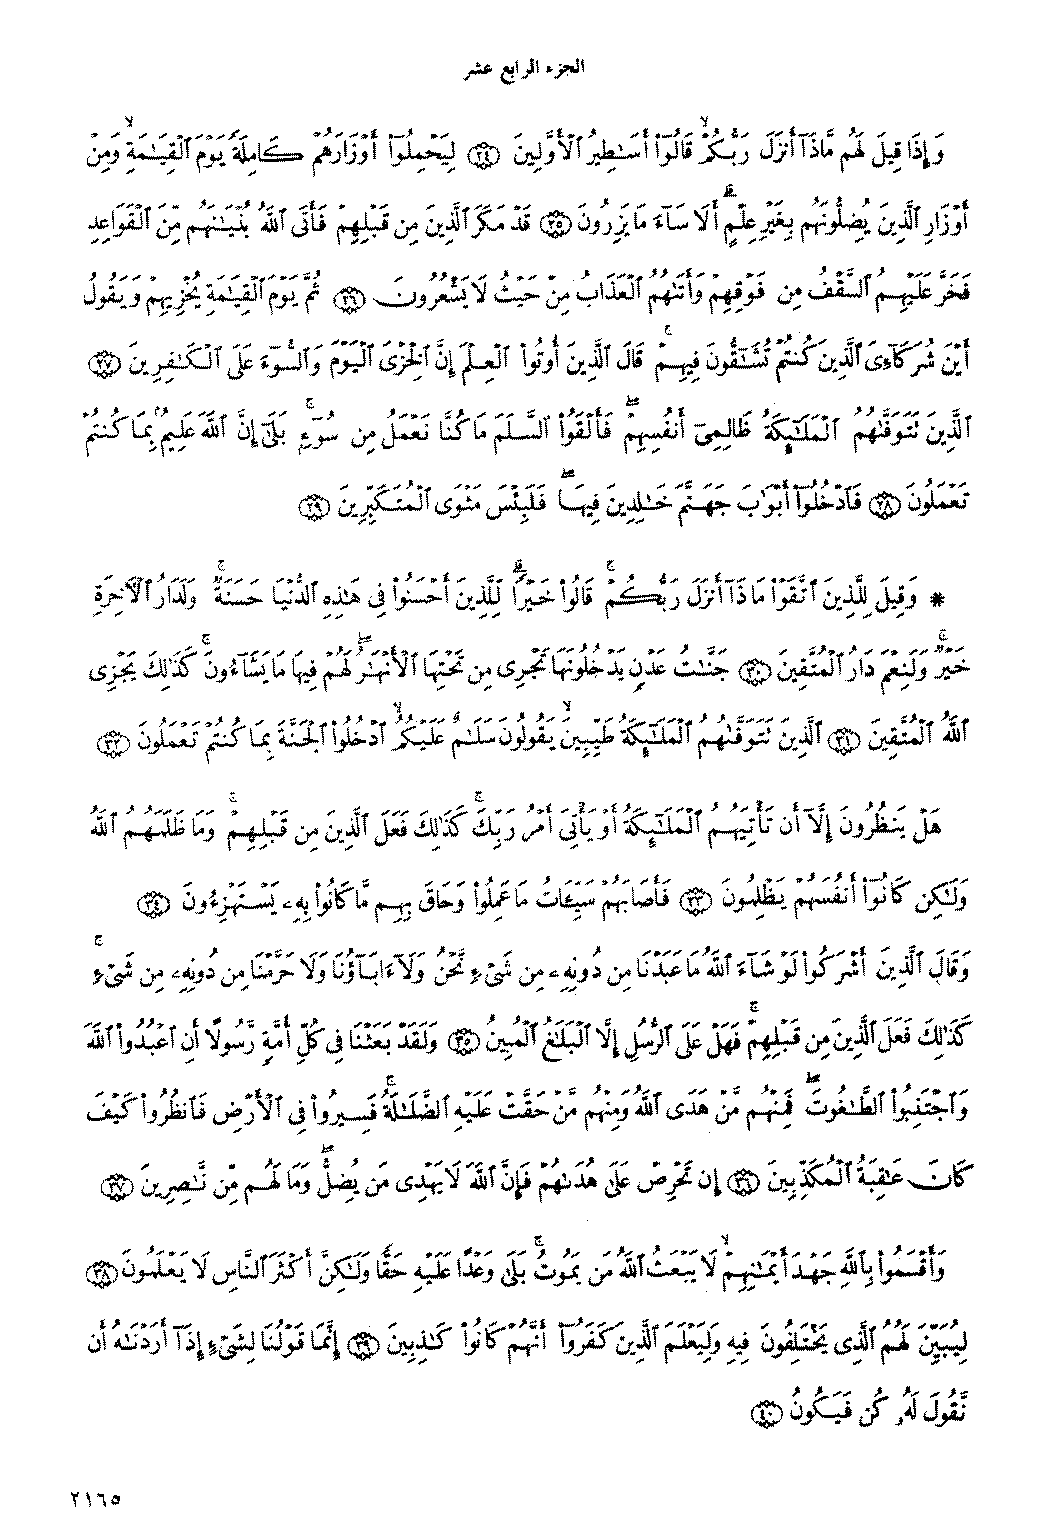 الجزء الرابع عشر
وَإِذَا قِيلَ لَهُم مَّاذَآ أَنزَلَ رَبُّكُمْ ۙ قَالُوٓا۟ أَسَـٰطِيرُ ٱلْأَوَّلِينَ ﴿٢٤﴾ لِيَحْمِلُوٓا۟ أَوْزَارَهُمْ كَامِلَةً يَوْمَ ٱلْقِيَـٰمَةِ ۙ وَمِنْ
أَوْزَارِ ٱلَّذِينَ يُضِلُّونَهُم بِغَيْرِ عِلْمٍ ۗ أَلَا سَآءَ مَا يَزِرُونَ ﴿٢٥﴾ قَدْ مَكَرَ ٱلَّذِينَ مِن قَبْلِهِمْ فَأَتَى ٱللَّهُ بُنْيَـٰنَهُم مِّنَ ٱلْقَوَاعِدِ
فَخَرَّ عَلَيْهِمُ ٱلسَّقْفُ مِن فَوْقِهِمْ وَأَتَىٰهُمُ ٱلْعَذَابُ مِنْ حَيْثُ لَا يَشْعُرُونَ ﴿٢٦﴾ ثُمَّ يَوْمَ ٱلْقِيَـٰمَةِ يُخْزِيهِمْ وَيَقُولُ
أَيْنَ شُرَكَآءِىَ ٱلَّذِينَ كُنتُمْ تُشَـٰٓقُّونَ فِيهِمْ ۚ قَالَ ٱلَّذِينَ أُوتُوا۟ ٱلْعِلْمَ إِنَّ ٱلْخِزْىَ ٱلْيَوْمَ وَٱلسُّوٓءَ عَلَى ٱلْكَـٰفِرِينَ ﴿٢٧﴾
ٱلَّذِينَ تَتَوَفَّىٰهُمُ ٱلْمَلَـٰٓئِكَةُ ظَالِمِىٓ أَنفُسِهِمْ ۖ فَأَلْقَوُا۟ ٱلسَّلَمَ مَا كُنَّا نَعْمَلُ مِن سُوٓءٍۭ ۚ بَلَىٰٓ إِنَّ ٱللَّهَ عَلِيمٌۢ بِمَا كُنتُمْ
تَعْمَلُونَ ﴿٢٨﴾ فَٱدْخُلُوٓا۟ أَبْوَٰبَ جَهَنَّمَ خَـٰلِدِينَ فِيهَا ۖ فَلَبِئْسَ مَثْوَى ٱلْمُتَكَبِّرِينَ ﴿٢٩﴾
* وَقِيلَ لِلَّذِينَ ٱتَّقَوْا۟ مَاذَآ أَنزَلَ رَبُّكُمْ ۚ قَالُوا۟ خَيْرًا ۗ لِّلَّذِينَ أَحْسَنُوا۟ فِى هَـٰذِهِ ٱلدُّنْيَا حَسَنَةٌ ۚ وَلَدَارُ ٱلْـَٔاخِرَةِ
خَيْرٌ ۚ وَلَنِعْمَ دَارُ ٱلْمُتَّقِينَ ﴿٣٠﴾ جَنَّـٰتُ عَدْنٍ يَدْخُلُونَهَا تَجْرِى مِن تَحْتِهَا ٱلْأَنْهَـٰرُ ۖ لَهُمْ فِيهَا مَا يَشَآءُونَ ۚ كَذَٰلِكَ يَجْزِى
ٱللَّهُ ٱلْمُتَّقِينَ ﴿٣١﴾ ٱلَّذِينَ تَتَوَفَّىٰهُمُ ٱلْمَلَـٰٓئِكَةُ طَيِّبِينَ ۙ يَقُولُونَ سَلَـٰمٌ عَلَيْكُمُ ۙ ٱدْخُلُوا۟ ٱلْجَنَّةَ بِمَا كُنتُمْ تَعْمَلُونَ ﴿٣٢﴾
هَلْ يَنظُرُونَ إِلَّآ أَن تَأْتِيَهُمُ ٱلْمَلَـٰٓئِكَةُ أَوْ يَأْتِىَ أَمْرُ رَبِّكَ ۚ كَذَٰلِكَ فَعَلَ ٱلَّذِينَ مِن قَبْلِهِمْ ۚ وَمَا ظَلَمَهُمُ ٱللَّهُ
وَلَـٰكِن كَانُوٓا۟ أَنفُسَهُمْ يَظْلِمُونَ ﴿٣٣﴾ فَأَصَابَهُمْ سَيِّـَٔاتُ مَا عَمِلُوا۟ وَحَاقَ بِهِم مَّا كَانُوا۟ بِهِۦ يَسْتَهْزِءُونَ ﴿٣٤﴾
وَقَالَ ٱلَّذِينَ أَشْرَكُوا۟ لَوْ شَآءَ ٱللَّهُ مَا عَبَدْنَا مِن دُونِهِۦ مِن شَىْءٍ نَّحْنُ وَلَآ ءَابَآؤُنَا وَلَا حَرَّمْنَا مِن دُونِهِۦ مِن شَىْءٍ ۚ
كَذَٰلِكَ فَعَلَ ٱلَّذِينَ مِن قَبْلِهِمْ ۚ فَهَلْ عَلَى ٱلرُّسُلِ إِلَّا ٱلْبَلَـٰغُ ٱلْمُبِينُ ﴿٣٥﴾ وَلَقَدْ بَعَثْنَا فِى كُلِّ أُمَّةٍ رَّسُولًا أَنِ ٱعْبُدُوا۟ ٱللَّهَ
وَٱجْتَنِبُوا۟ ٱلطَّـٰغُوتَ ۖ فَمِنْهُم مَّنْ هَدَى ٱللَّهُ وَمِنْهُم مَّنْ حَقَّتْ عَلَيْهِ ٱلضَّلَـٰلَةُ ۚ فَسِيرُوا۟ فِى ٱلْأَرْضِ فَٱنظُرُوا۟ كَيْفَ
كَانَ عَـٰقِبَةُ ٱلْمُكَذِّبِينَ ﴿٣٦﴾ إِن تَحْرِصْ عَلَىٰ هُدَىٰهُمْ فَإِنَّ ٱللَّهَ لَا يَهْدِى مَن يُضِلُّ ۖ وَمَا لَهُم مِّن نَّـٰصِرِينَ ﴿٣٧﴾
وَأَقْسَمُوا۟ بِٱللَّهِ جَهْدَ أَيْمَـٰنِهِمْ ۙ لَا يَبْعَثُ ٱللَّهُ مَن يَمُوتُ ۚ بَلَىٰ وَعْدًا عَلَيْهِ حَقًّا وَلَـٰكِنَّ أَكْثَرَ ٱلنَّاسِ لَا يَعْلَمُونَ ﴿٣٨﴾
لِيُبَيِّنَ لَهُمُ ٱلَّذِى يَخْتَلِفُونَ فِيهِ وَلِيَعْلَمَ ٱلَّذِينَ كَفَرُوٓا۟ أَنَّهُمْ كَانُوا۟ كَـٰذِبِينَ ﴿٣٩﴾ إِنَّمَا قَوْلُنَا لِشَىْءٍ إِذَآ أَرَدْنَـٰهُ أَن
نَّقُولَ لَهُۥ كُن فَيَكُونُ ﴿٤٠﴾
٢١٦٥